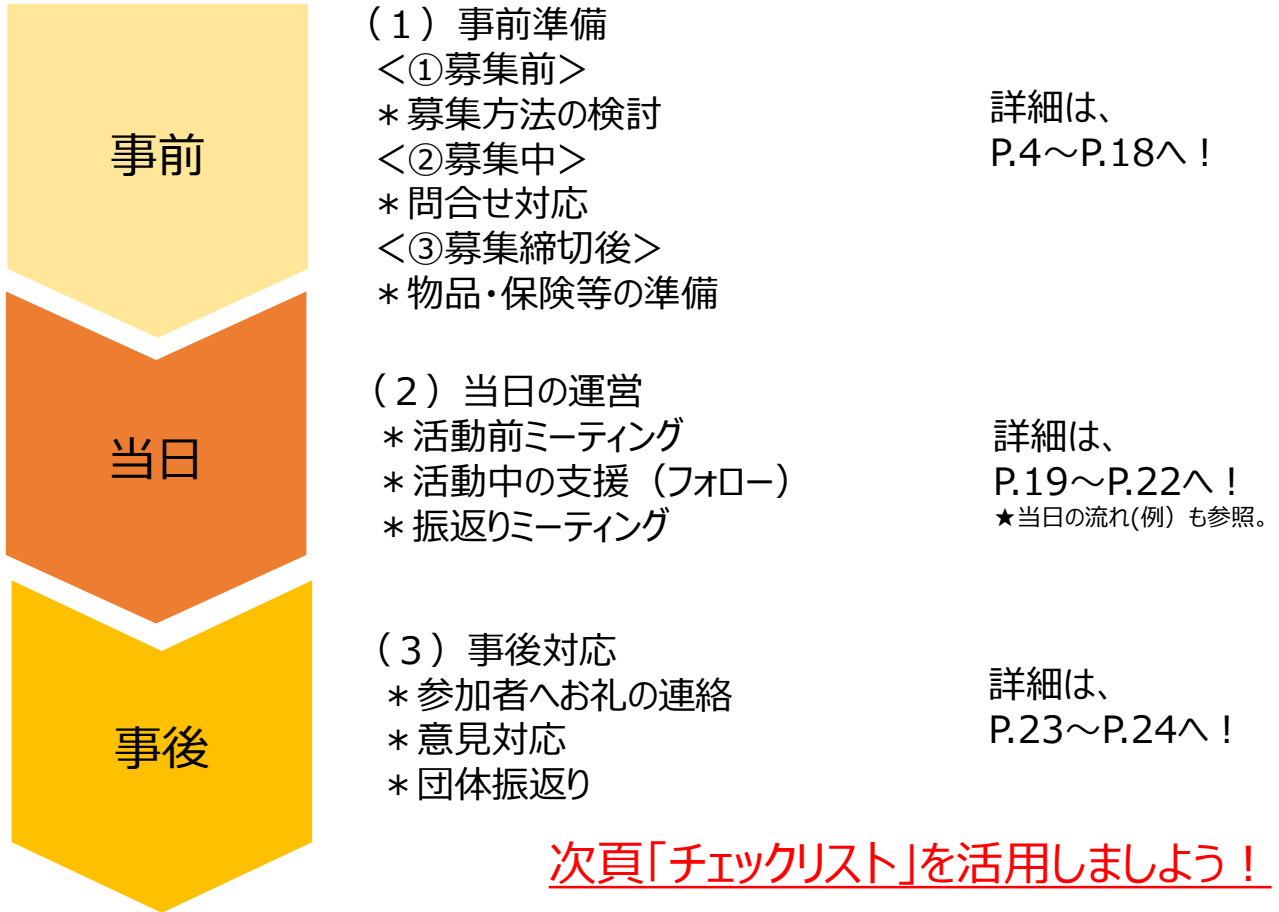 事前
（１）事前準備
＜①募集前＞
＊募集方法の検討
＜②募集中＞
＊問合せ対応
＜③募集締切後＞
＊物品・保険等の準備
詳細は、
P.4～P.18へ！
当日
（２）当日の運営
＊活動前ミーティング
＊活動中の支援（フォロー）
＊振返りミーティング
詳細は、
P.19～P.22へ！
★当日の流れ(例）も参照。
事後
（３）事後対応
＊参加者へお礼の連絡
＊意見対応
＊団体振返り
詳細は、
P.23～P.24へ！
次頁「チェックリスト」を活用しましよう！